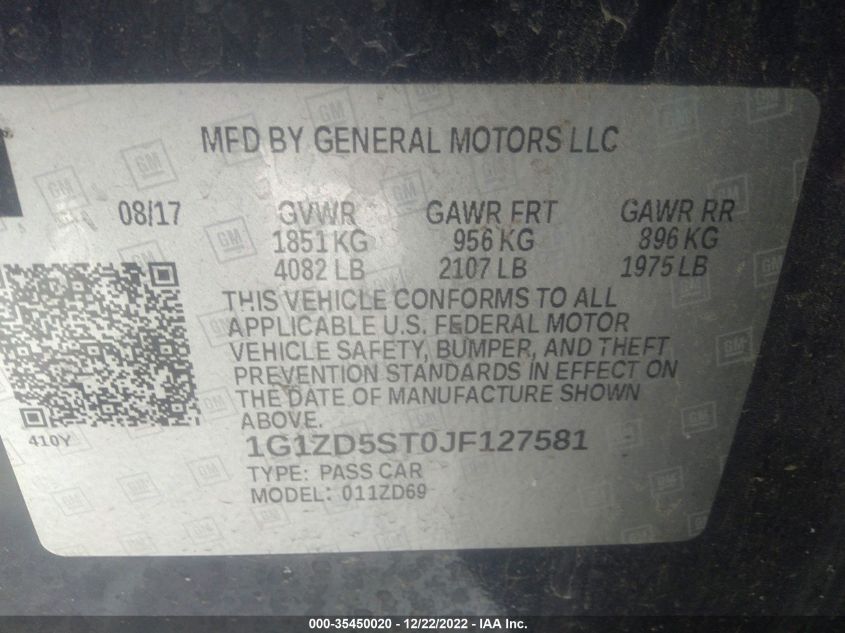 MFD BY GENERAL MOTORS LLC
08/17 GVWR GAWR FRT GAWR RR
1851 KG 956 KG 896 KG
4082 LB 2107 LB 1975 LB
THIS VEHICLE CONFORMS TO ALL
APPLICABLE U.S. FEDERAL MOTOR
VEHICLE SAFETY, BUMPER, AND THEFT
PREVENTION STANDARDS IN EFFECT ON
THE DATE OF MANUFACTURE SHOWN
ABOVE.
410Y
1G1ZD5ST0JF127581
TYPE: PASS CAR
MODEL: 011ZD69
000-35450020 - 12/22/2022 - IAA Inc.